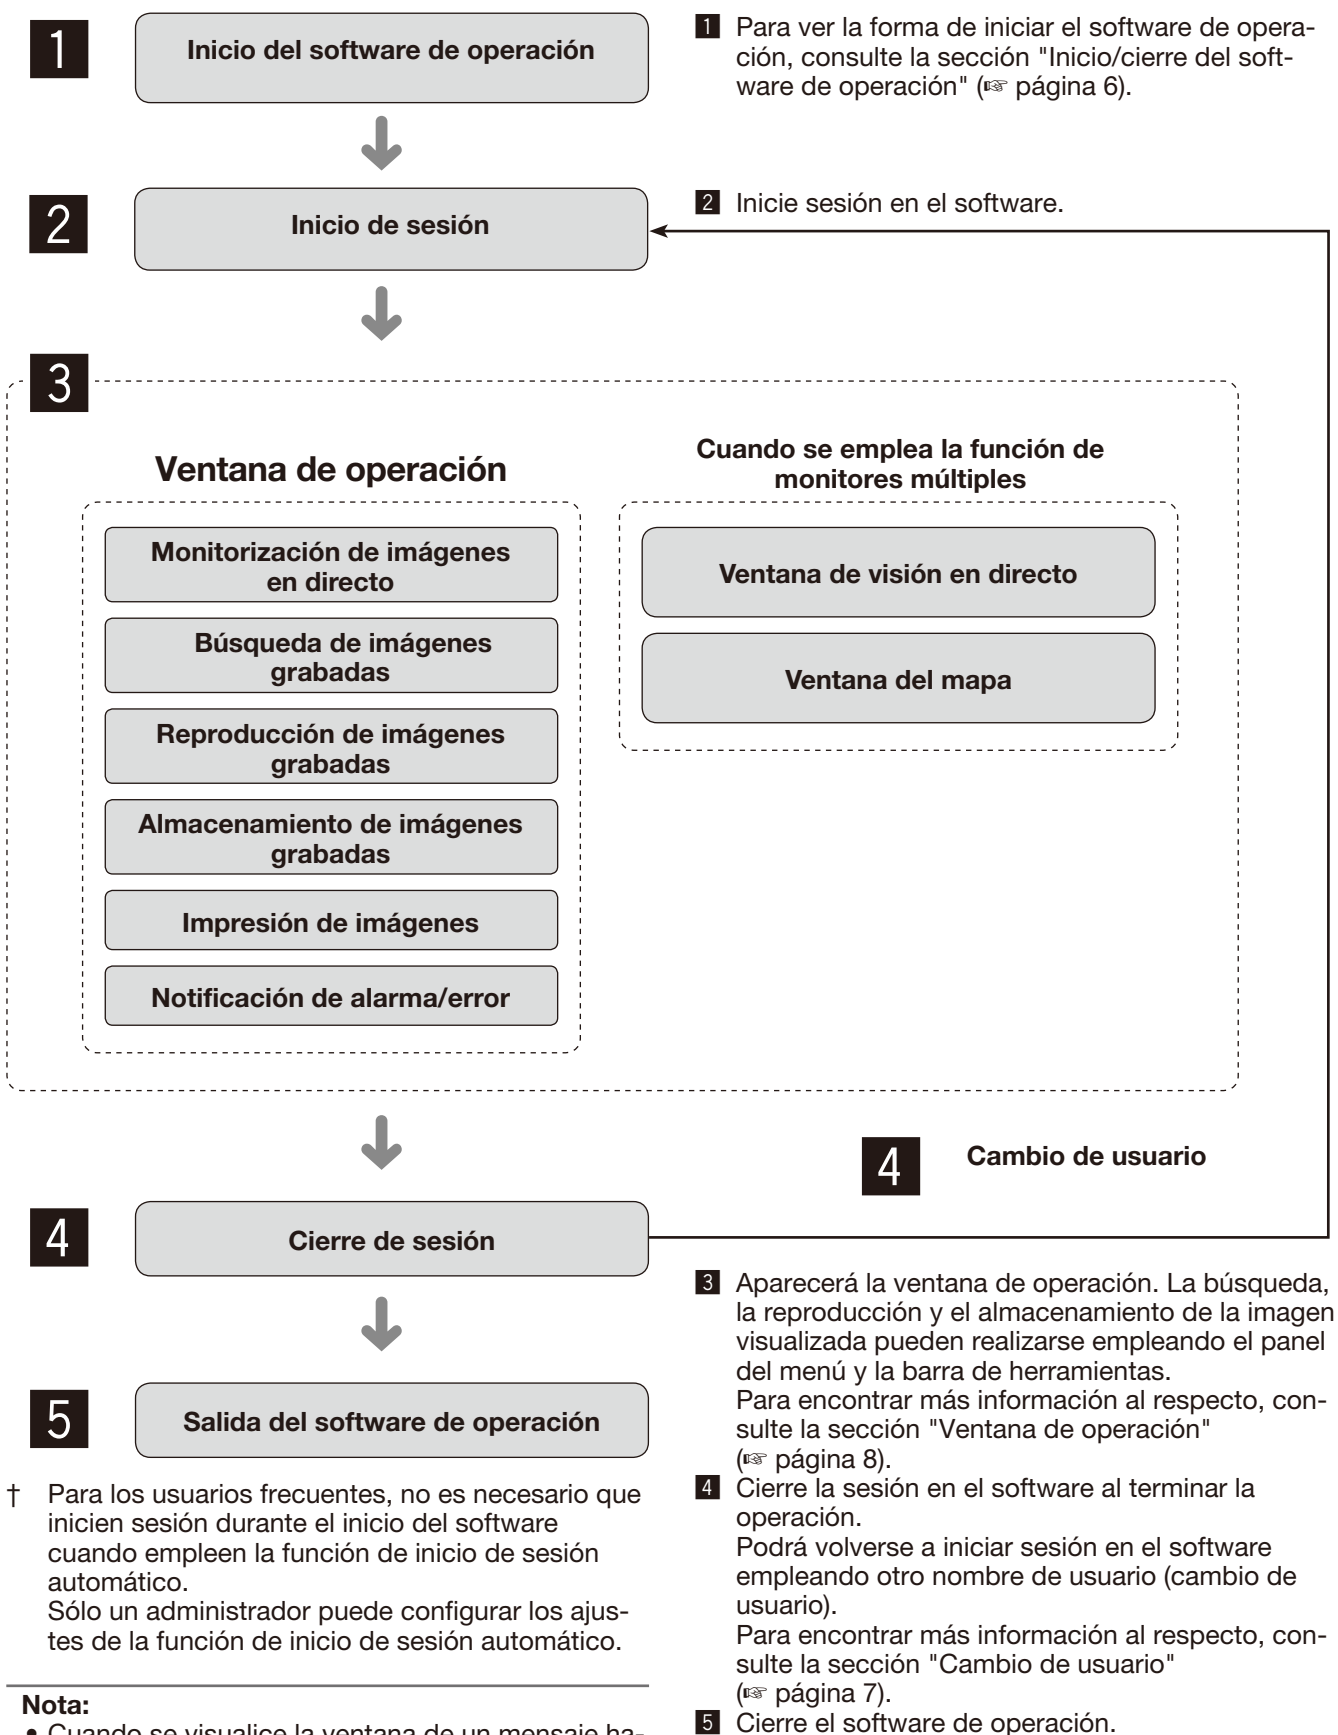 1
Inicio del software de operación
1 Para ver la forma de iniciar el software de opera-
ción, consulte la sección "Inicio/cierre del soft-
ware de operación" (☞ página 6).
2
Inicio de sesión
2 Inicie sesión en el software.
3
Ventana de operación
Monitorización de imágenes
en directo
Búsqueda de imágenes
grabadas
Reproducción de imágenes
grabadas
Almacenamiento de imágenes
grabadas
Impresión de imágenes
Notificación de alarma/error
Cuando se emplea la función de
monitores múltiples
Ventana de visión en directo
Ventana del mapa
4 Cambio de usuario
4
Cierre de sesión
5
Salida del software de operación
† Para los usuarios frecuentes, no es necesario que
inicien sesión durante el inicio del software
cuando empleen la función de inicio de sesión
automático.
Sólo un administrador puede configurar los ajus-
tes de la función de inicio de sesión automático.
Nota:
• Cuando se visualice la ventana de un mensaje ha-
3 Aparecerá la ventana de operación. La búsqueda,
la reproducción y el almacenamiento de la imagen
visualizada pueden realizarse empleando el panel
del menú y la barra de herramientas.
Para encontrar más información al respecto, con-
sulte la sección "Ventana de operación"
(☞ página 8).
4 Cierre la sesión en el software al terminar la
operación.
Podrá volverse a iniciar sesión en el software
empleando otro nombre de usuario (cambio de
usuario).
Para encontrar más información al respecto, con-
sulte la sección "Cambio de usuario"
(☞ página 7).
5 Cierre el software de operación.